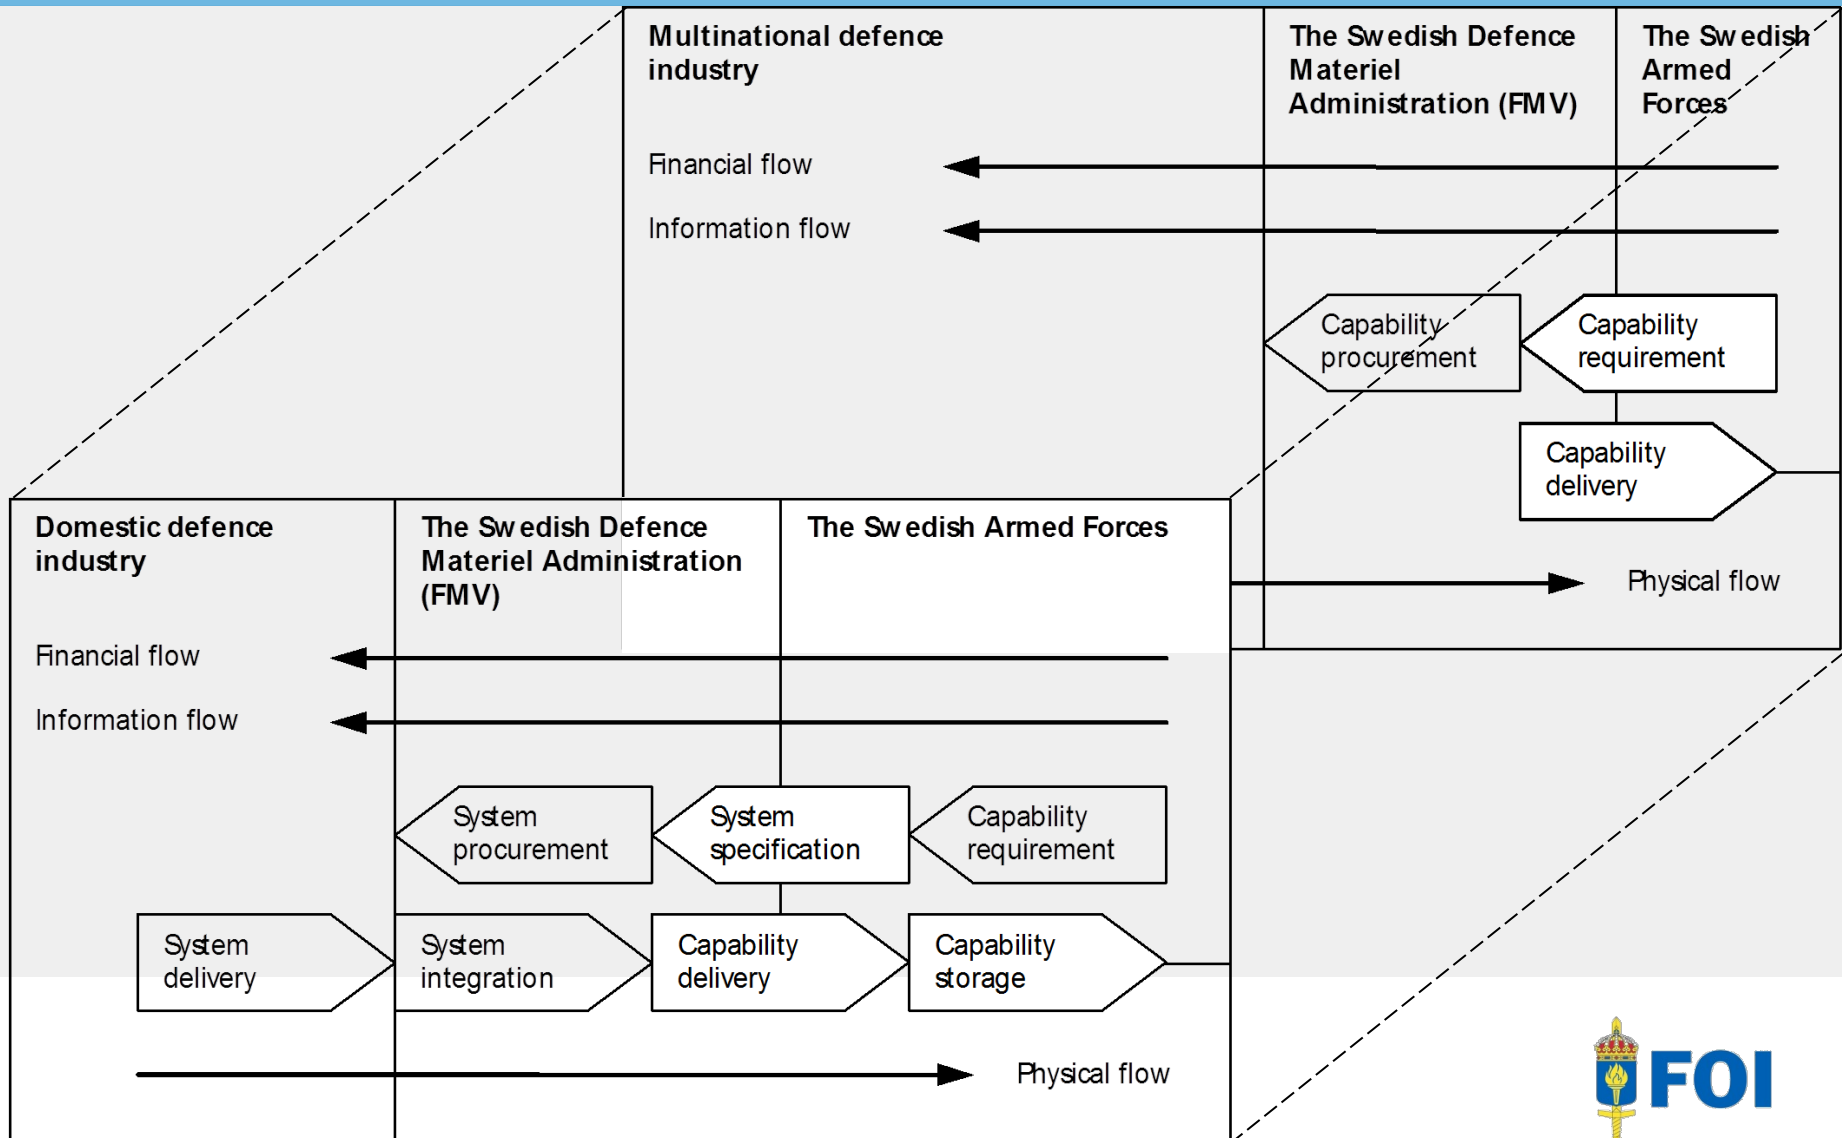 Multinational defence
industry
The Swedish Defence
Materiel
Administration (FMV)
The Swedish
Armed
Forces
Financial flow
Information flow
Capability
procurement
Capability
requirement
Capability
delivery
Physical flow
Domestic defence
industry
The Swedish Defence
Materiel Administration
(FMV)
The Swedish Armed Forces
Financial flow
Information flow
System
procurement
System
specification
Capability
requirement
System
delivery
System
integration
Capability
delivery
Capability
storage
Physical flow
FOI